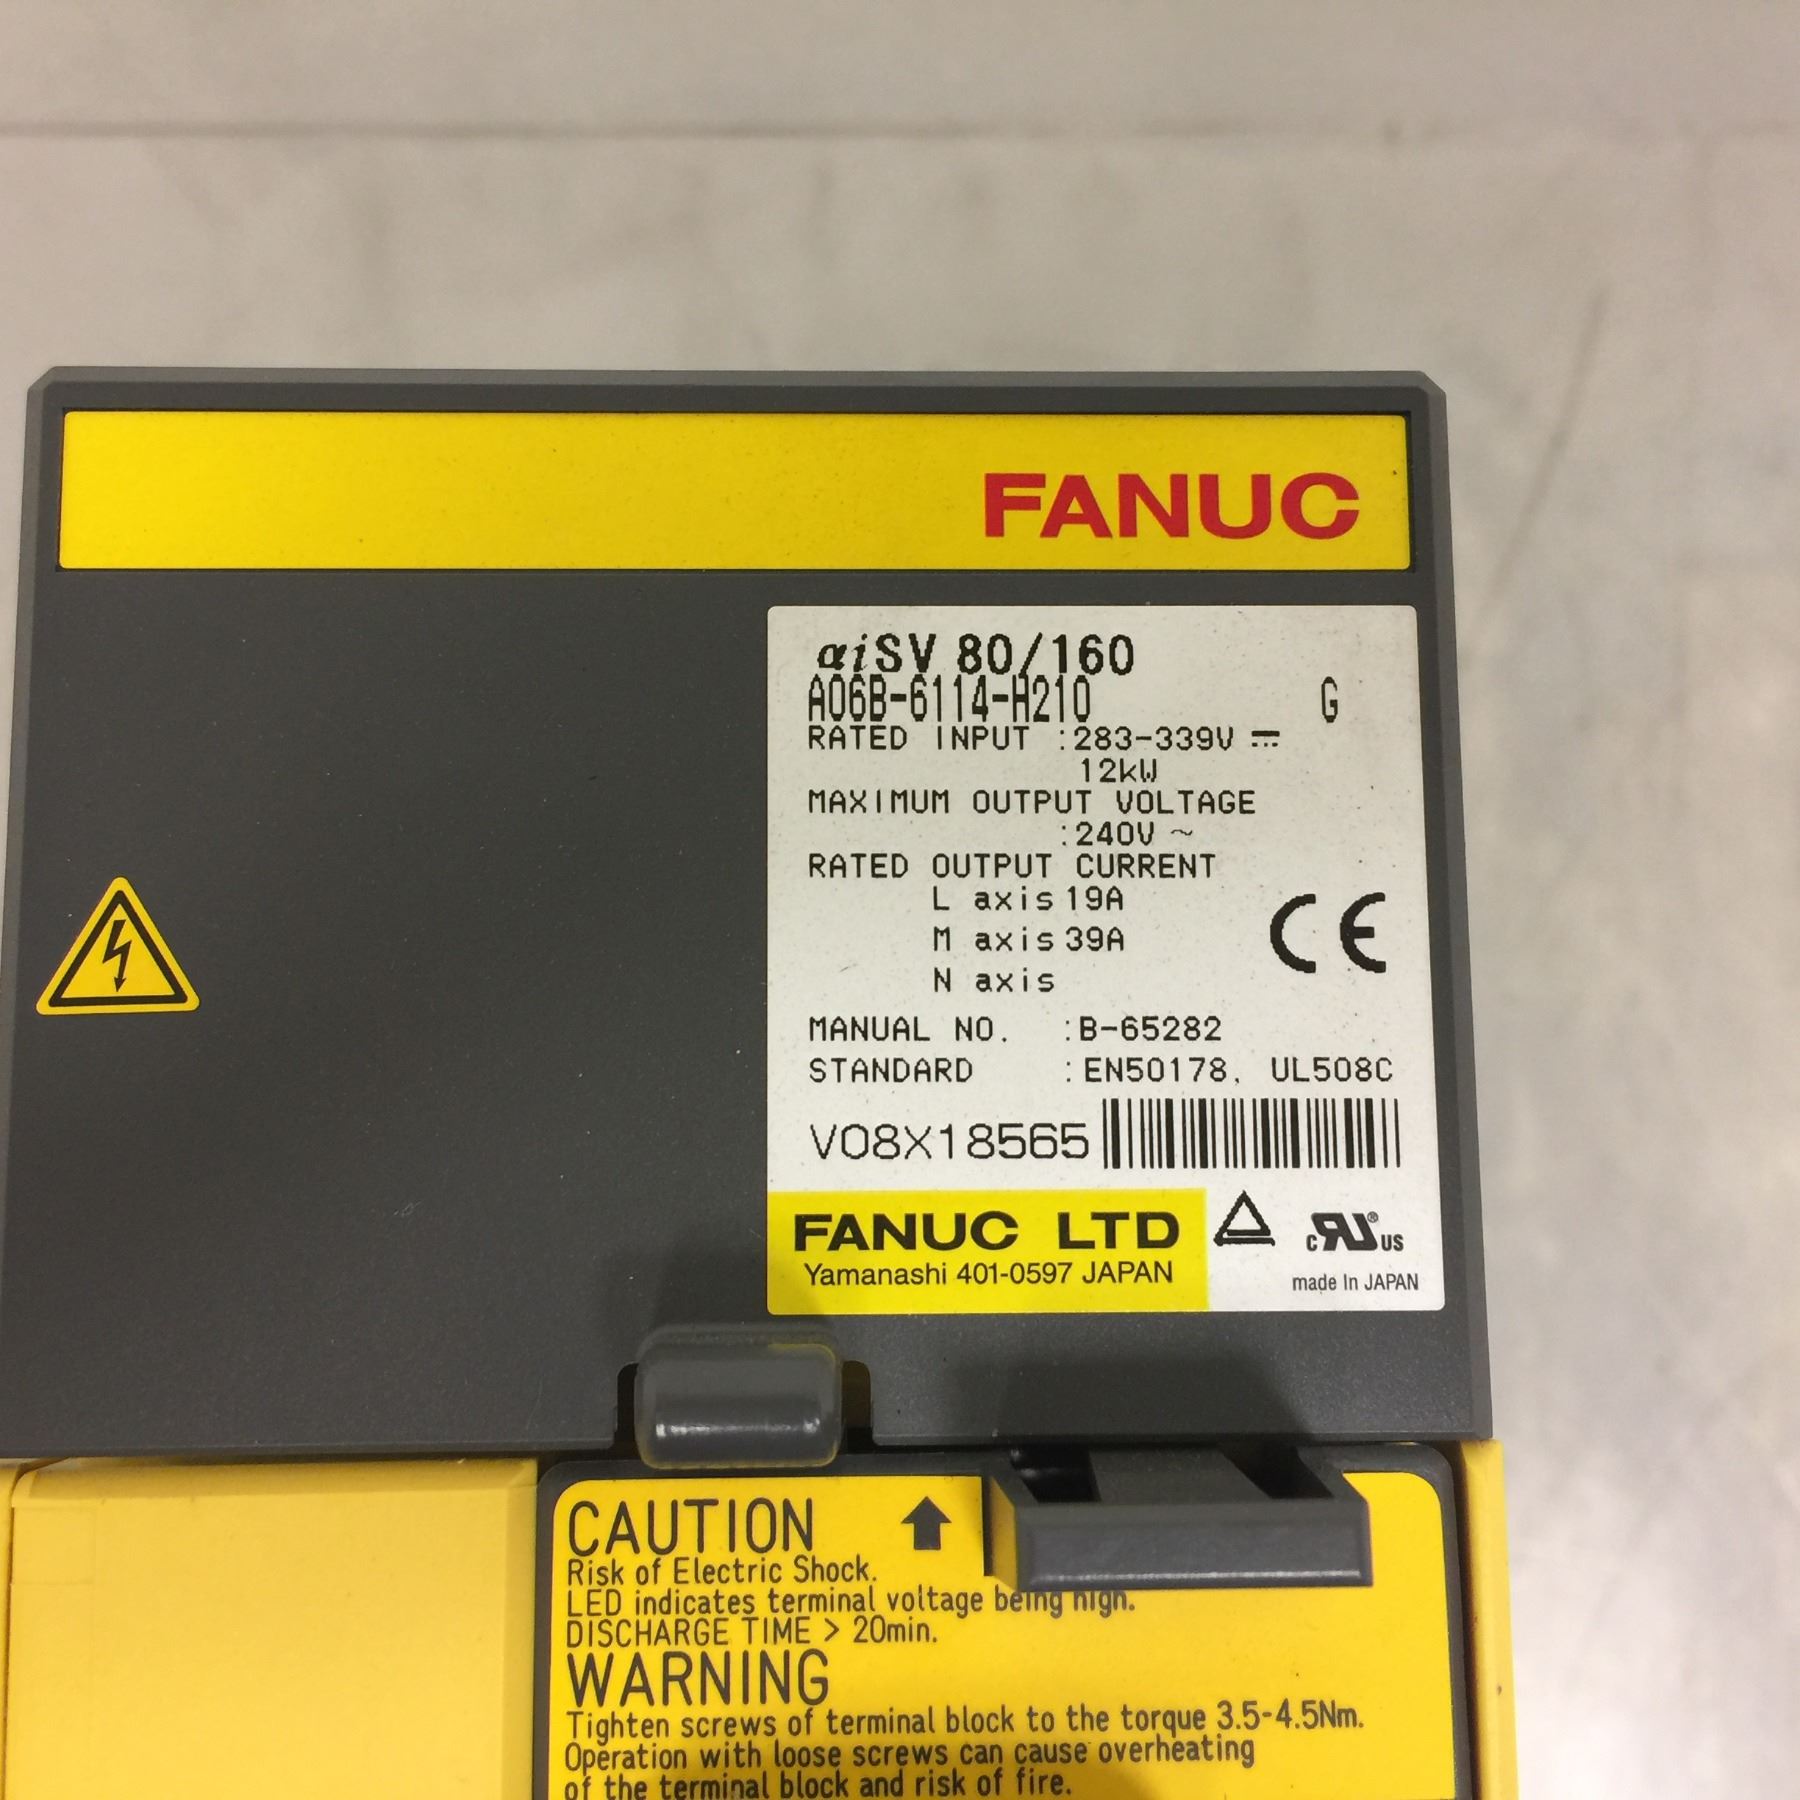 FANUC
αiSV 80/160
A06B-6114-H210 G
RATED INPUT :283-339V ⎓
12kW
MAXIMUM OUTPUT VOLTAGE
:240V ~
RATED OUTPUT CURRENT
L axis 19A
M axis 39A
N axis
CE
MANUAL NO. :B-65282
STANDARD :EN50178, UL508C
V08X18565
FANUC LTD
Yamanashi 401-0597 JAPAN
c RU ® US
made In JAPAN
CAUTION
Risk of Electric Shock.
LED indicates terminal voltage being high.
DISCHARGE TIME > 20min.
WARNING
Tighten screws of terminal block to the torque 3.5-4.5Nm.
Operation with loose screws can cause overheating
of the terminal block and risk of fire.